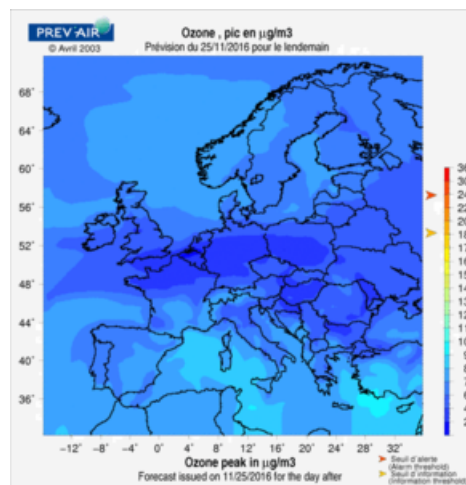 PREV'AIR
© Avril 2003
Ozone , pic en µg/m3
Prévision du 25/11/2016 pour le lendemain
68°
64°
60°
56°
52°
48°
44°
40°
36°
-12° -8° -4° 0° 4° 8° 12° 16° 20° 24° 28° 32°
Ozone peak in µg/m3
Forecast issued on 11/25/2016 for the day after
Seuil d'alerte
(Alarm threshold)
Seuil d'information
(Information threshold)